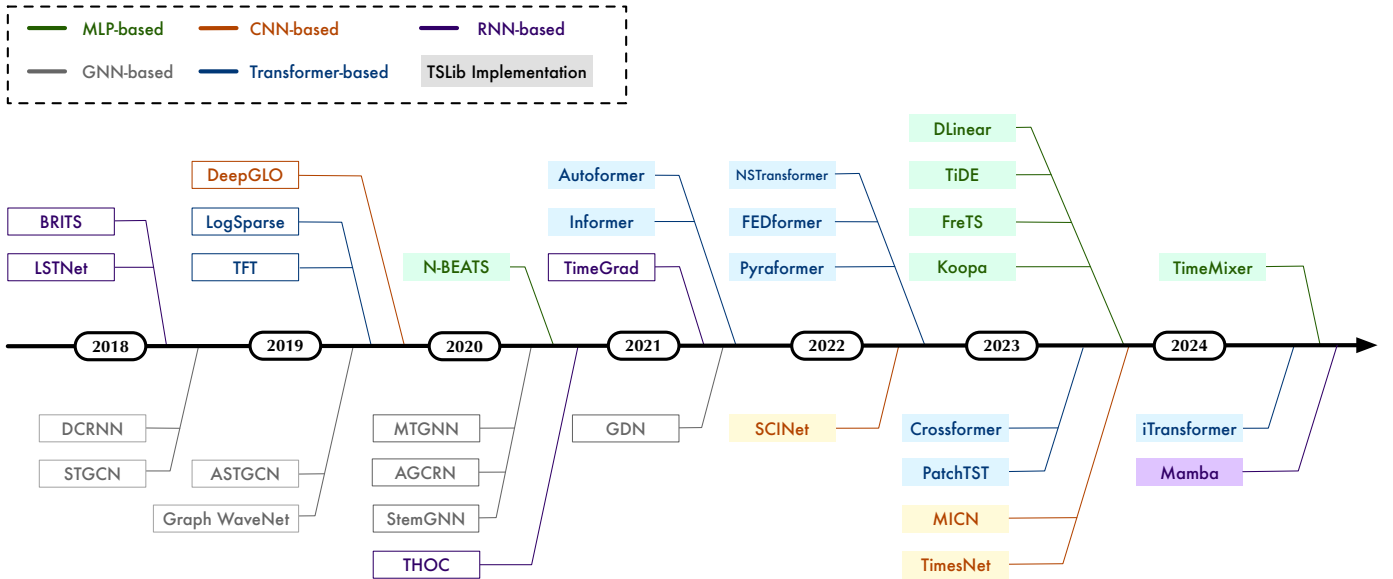 MLP-based
CNN-based
RNN-based
GNN-based
Transformer-based
TSLib Implementation
DLinear
DeepGLO
Autoformer
NSTransformer
TiDE
BRITS
LogSparse
Informer
FEDformer
FreTS
LSTNet
TFT
N-BEATS
TimeGrad
Pyraformer
Koopa
TimeMixer
2018
2019
2020
2021
2022
2023
2024
DCRNN
MTGNN
GDN
SCINet
Crossformer
iTransformer
STGCN
ASTGCN
AGCRN
PatchTST
Mamba
Graph WaveNet
StemGNN
MICN
THOC
TimesNet